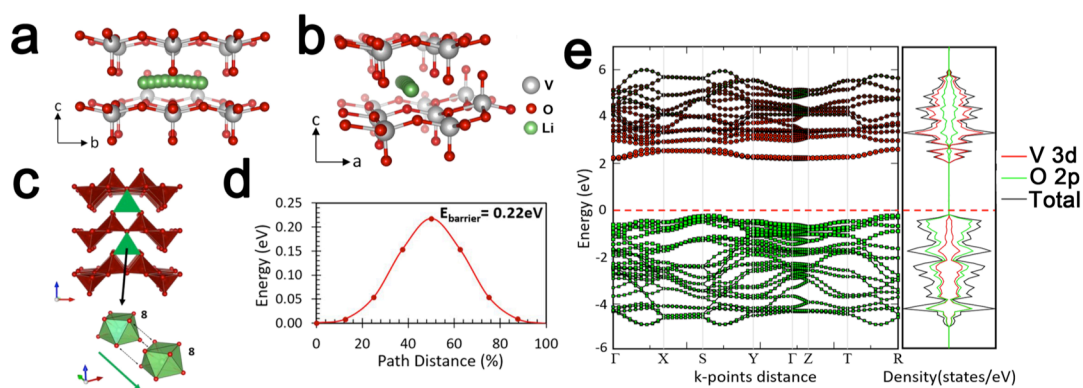 a
c
b
b
c
a
V
O
Li
c
8
8
d
E_barrier= 0.22eV
Energy (eV)
0.25
0.20
0.15
0.10
0.05
0.00
0 20 40 60 80 100
Path Distance (%)
e
Energy (eV)
6
4
2
0
-2
-4
-6
Γ X S Y Γ Z T R
k-points distance
Density(states/eV)
V 3d
O 2p
Total